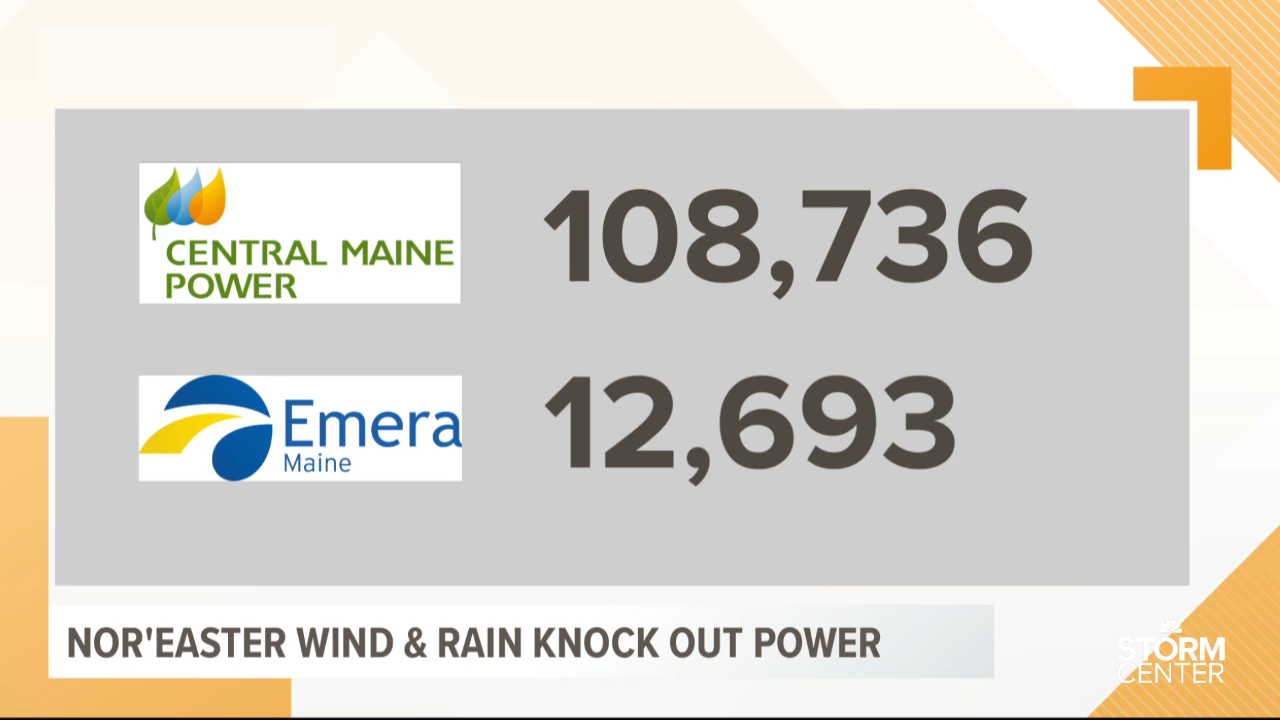 CENTRAL MAINE
POWER
108,736
Emera
Maine
12,693
NOR'EASTER WIND & RAIN KNOCK OUT POWER
STORM
CENTER